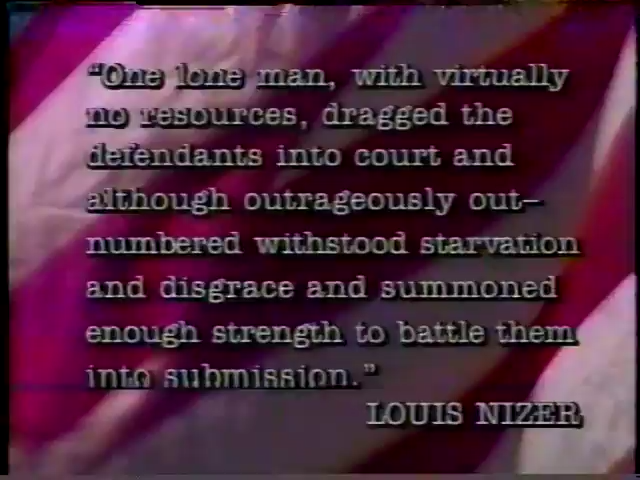 “One lone man, with virtually
no resources, dragged the
defendants into court and
although outrageously out-
numbered withstood starvation
and disgrace and summoned
enough strength to battle them
into submission.”
LOUIS NIZER